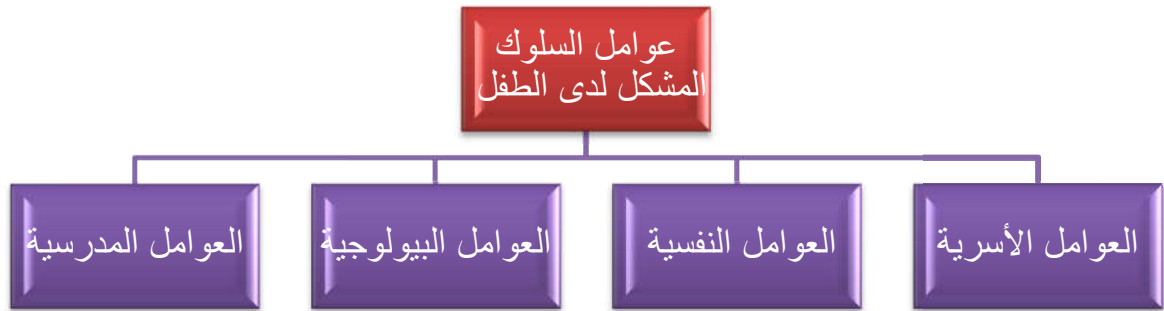 عوامل السلوك
المشكل لدى الطفل
العوامل الأسرية
العوامل النفسية
العوامل البيولوجية
العوامل المدرسية